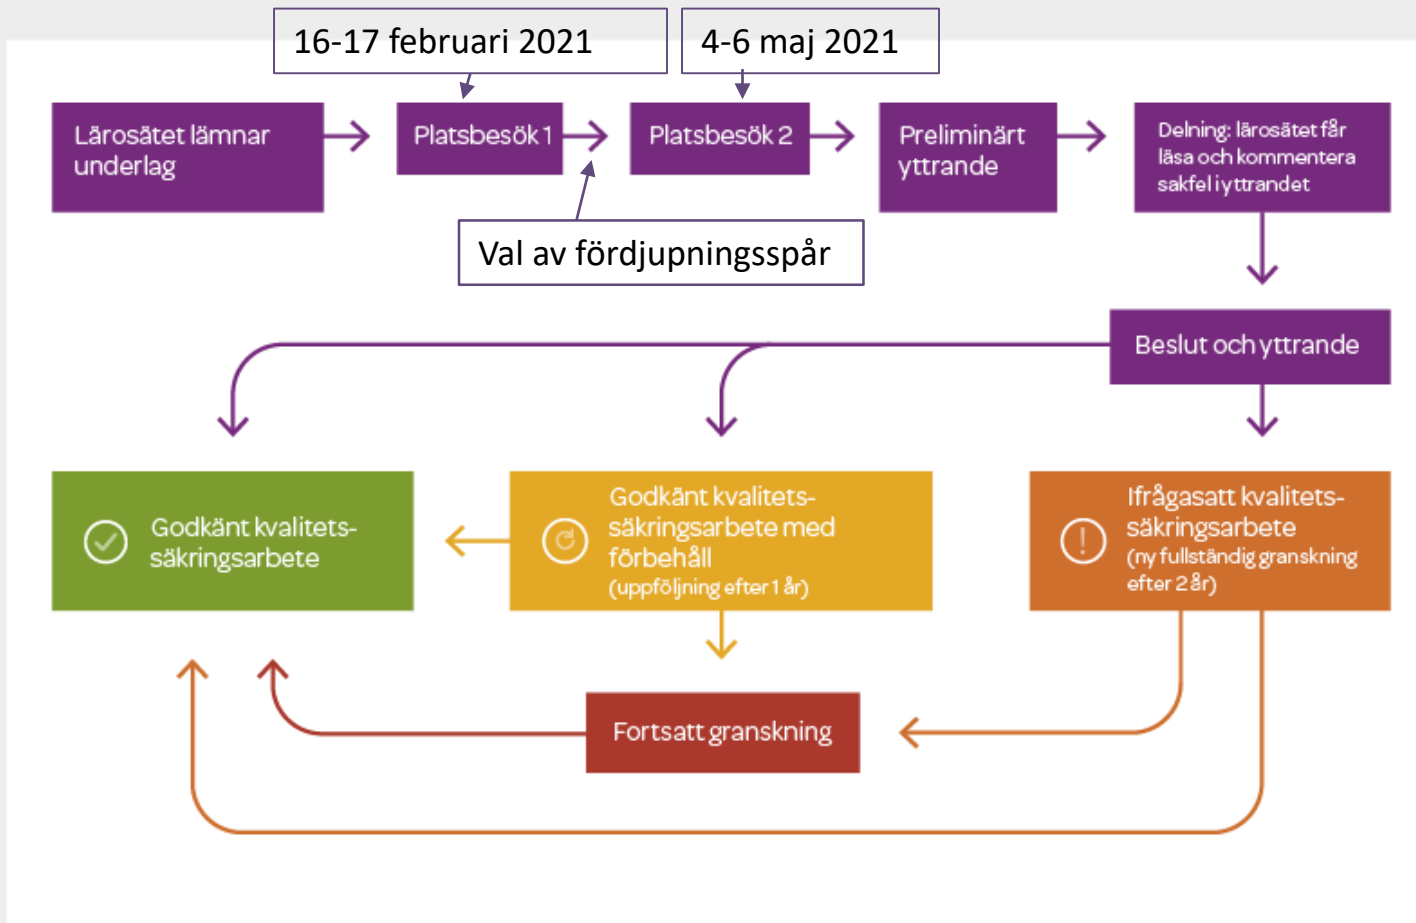 16-17 februari 2021
4-6 maj 2021
Lärosätet lämnar
underlag
Platsbesök 1
Platsbesök 2
Preliminärt
yttrande
Delning: lärosätet får
läsa och kommentera
sakfel i yttrandet
Val av fördjupningsspår
Beslut och yttrande
Godkänt kvalitets-
säkringsarbete
Godkänt kvalitets-
säkringsarbete med
förbehåll
(uppföljning efter 1 år)
Ifrågasatt kvalitets-
säkringsarbete
(ny fullständig granskning
efter 2 år)
Fortsatt granskning